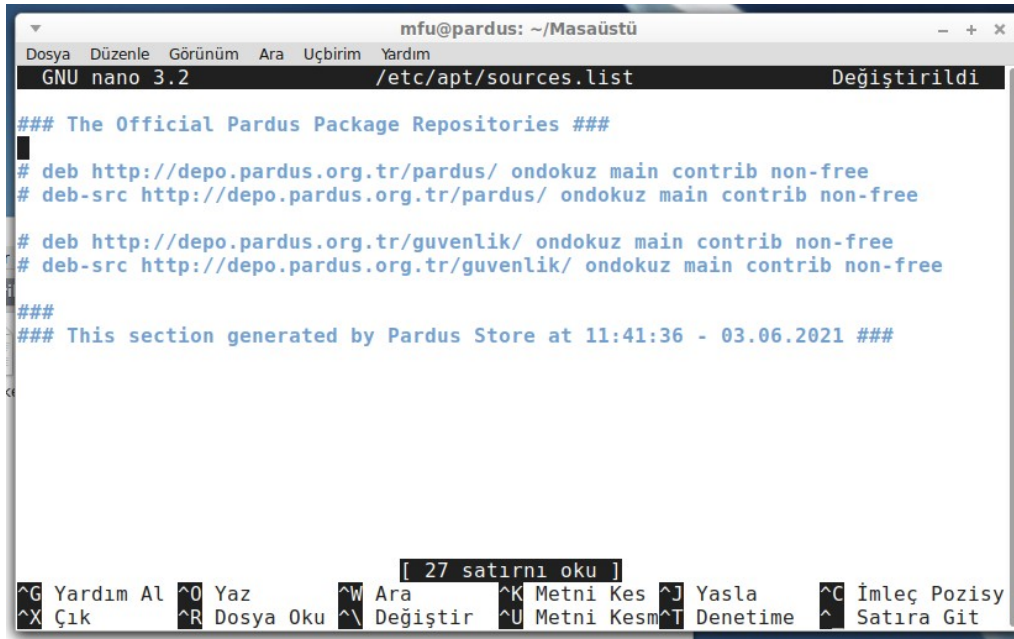 mfu@pardus: ~/Masaüstü
Dosya Düzenle Görünüm Ara Uçbirim Yardım
GNU nano 3.2 /etc/apt/sources.list Değiştirildi
### The Official Pardus Package Repositories ###
# deb http://depo.pardus.org.tr/pardus/ ondokuz main contrib non-free
# deb-src http://depo.pardus.org.tr/pardus/ ondokuz main contrib non-free
# deb http://depo.pardus.org.tr/guvenlik/ ondokuz main contrib non-free
# deb-src http://depo.pardus.org.tr/guvenlik/ ondokuz main contrib non-free
###
### This section generated by Pardus Store at 11:41:36 - 03.06.2021 ###
[ 27 satırnı oku ]
^G Yardım Al ^O Yaz ^W Ara ^K Metni Kes ^J Yasla ^C İmleç Pozisy
^X Çık ^R Dosya Oku ^\ Değiştir ^U Metni Kesm^T Denetime ^_ Satıra Git